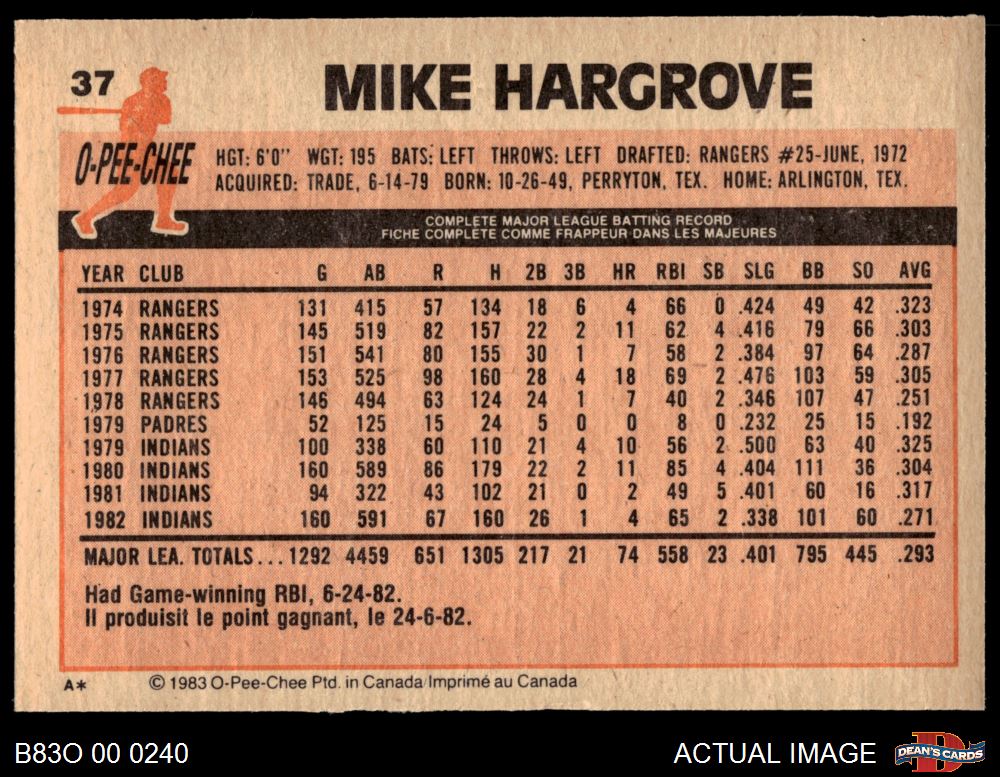 37 MIKE HARGROVE
O-PEE-CHEE
HGT: 6'0" WGT: 195 BATS: LEFT THROWS: LEFT DRAFTED: RANGERS #25-JUNE, 1972
ACQUIRED: TRADE, 6-14-79 BORN: 10-26-49, PERRYTON, TEX. HOME: ARLINGTON, TEX.
COMPLETE MAJOR LEAGUE BATTING RECORD
FICHE COMPLÈTE COMME FRAPPEUR DANS LES MAJEURES
YEAR CLUB G AB R H 2B 3B HR RBI SB SLG BB SO AVG
1974 RANGERS 131 415 57 134 18 6 4 66 0 .424 49 42 .323
1975 RANGERS 145 519 82 157 22 2 11 62 4 .416 79 66 .303
1976 RANGERS 151 541 80 155 30 1 7 58 2 .384 97 64 .287
1977 RANGERS 153 525 98 160 28 4 18 69 2 .476 103 59 .305
1978 RANGERS 146 494 63 124 24 1 7 40 2 .346 107 47 .251
1979 PADRES 52 125 15 24 5 0 0 8 0 .232 25 15 .192
1979 INDIANS 100 338 60 110 21 4 10 56 2 .500 63 40 .325
1980 INDIANS 160 589 86 179 22 2 11 85 4 .404 111 36 .304
1981 INDIANS 94 322 43 102 21 0 2 49 5 .401 60 16 .317
1982 INDIANS 160 591 67 160 26 1 4 65 2 .338 101 60 .271
MAJOR LEA. TOTALS... 1292 4459 651 1305 217 21 74 558 23 .401 795 445 .293
Had Game-winning RBI, 6-24-82.
Il produisit le point gagnant, le 24-6-82.
A* © 1983 O-Pee-Chee Ptd. in Canada/Imprimé au Canada
B83O 00 0240
ACTUAL IMAGE
DEAN'S CARDS